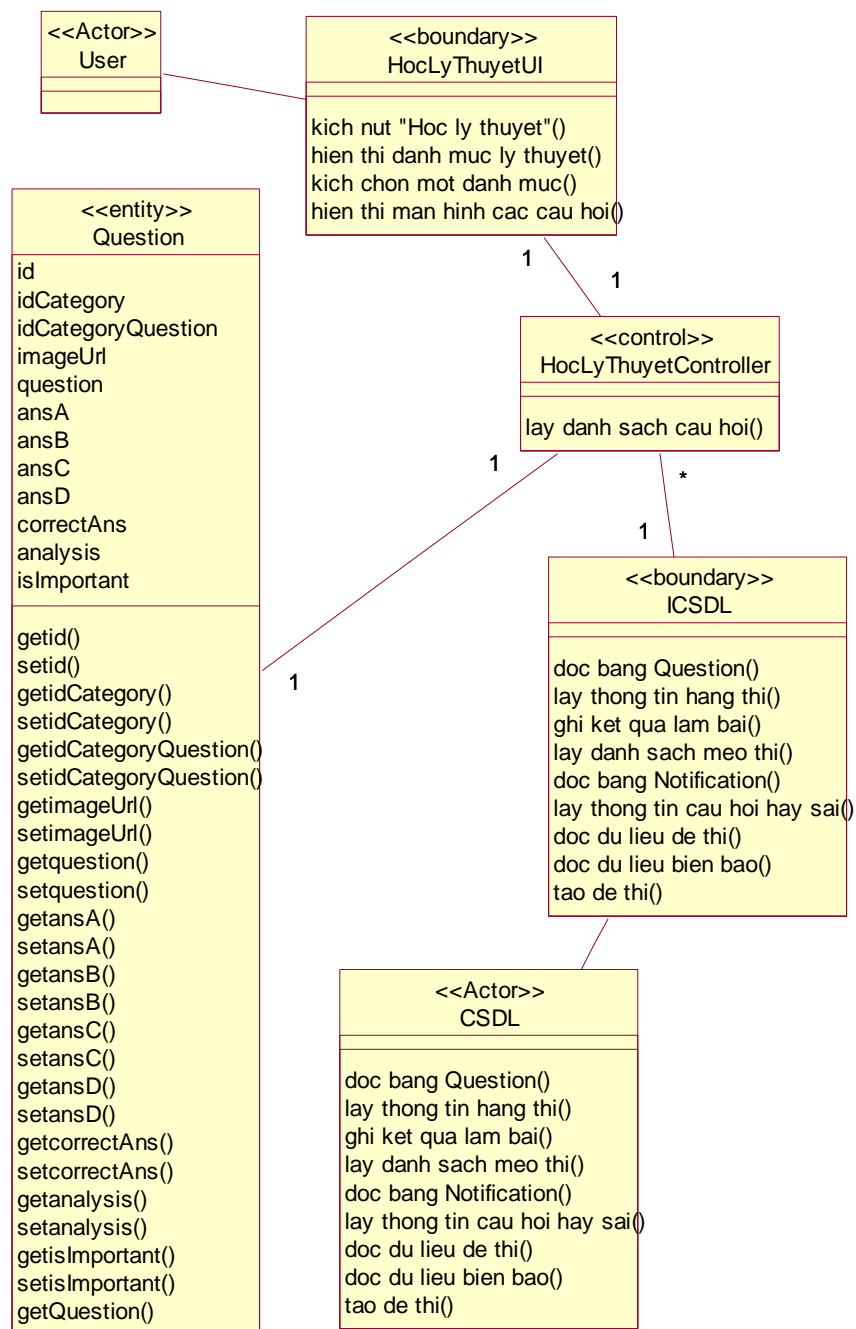 <<Actor>>
User
<<boundary>>
HocLyThuyetUI
kich nut "Hoc ly thuyet"()
hien thi danh muc ly thuyet()
kich chon mot danh muc()
hien thi man hinh cac cau hoi()
<<entity>>
Question
id
idCategory
idCategoryQuestion
imageUrl
question
ansA
ansB
ansC
ansD
correctAns
analysis
isImportant
getid()
setid()
getidCategory()
setidCategory()
getidCategoryQuestion()
setidCategoryQuestion()
getimageUrl()
setimageUrl()
getquestion()
setquestion()
getansA()
setansA()
getansB()
setansB()
getansC()
setansC()
getansD()
setansD()
getcorrectAns()
setcorrectAns()
getanalysis()
setanalysis()
getisImportant()
setisImportant()
getQuestion()
1
1
<<control>>
HocLyThuyetController
lay danh sach cau hoi()
1
1
*
1
<<boundary>>
ICSDL
doc bang Question()
lay thong tin hang thi()
ghi ket qua lam bai()
lay danh sach meo thi()
doc bang Notification()
lay thong tin cau hoi hay sai()
doc du lieu de thi()
doc du lieu bien bao()
tao de thi()
<<Actor>>
CSDL
doc bang Question()
lay thong tin hang thi()
ghi ket qua lam bai()
lay danh sach meo thi()
doc bang Notification()
lay thong tin cau hoi hay sai()
doc du lieu de thi()
doc du lieu bien bao()
tao de thi()